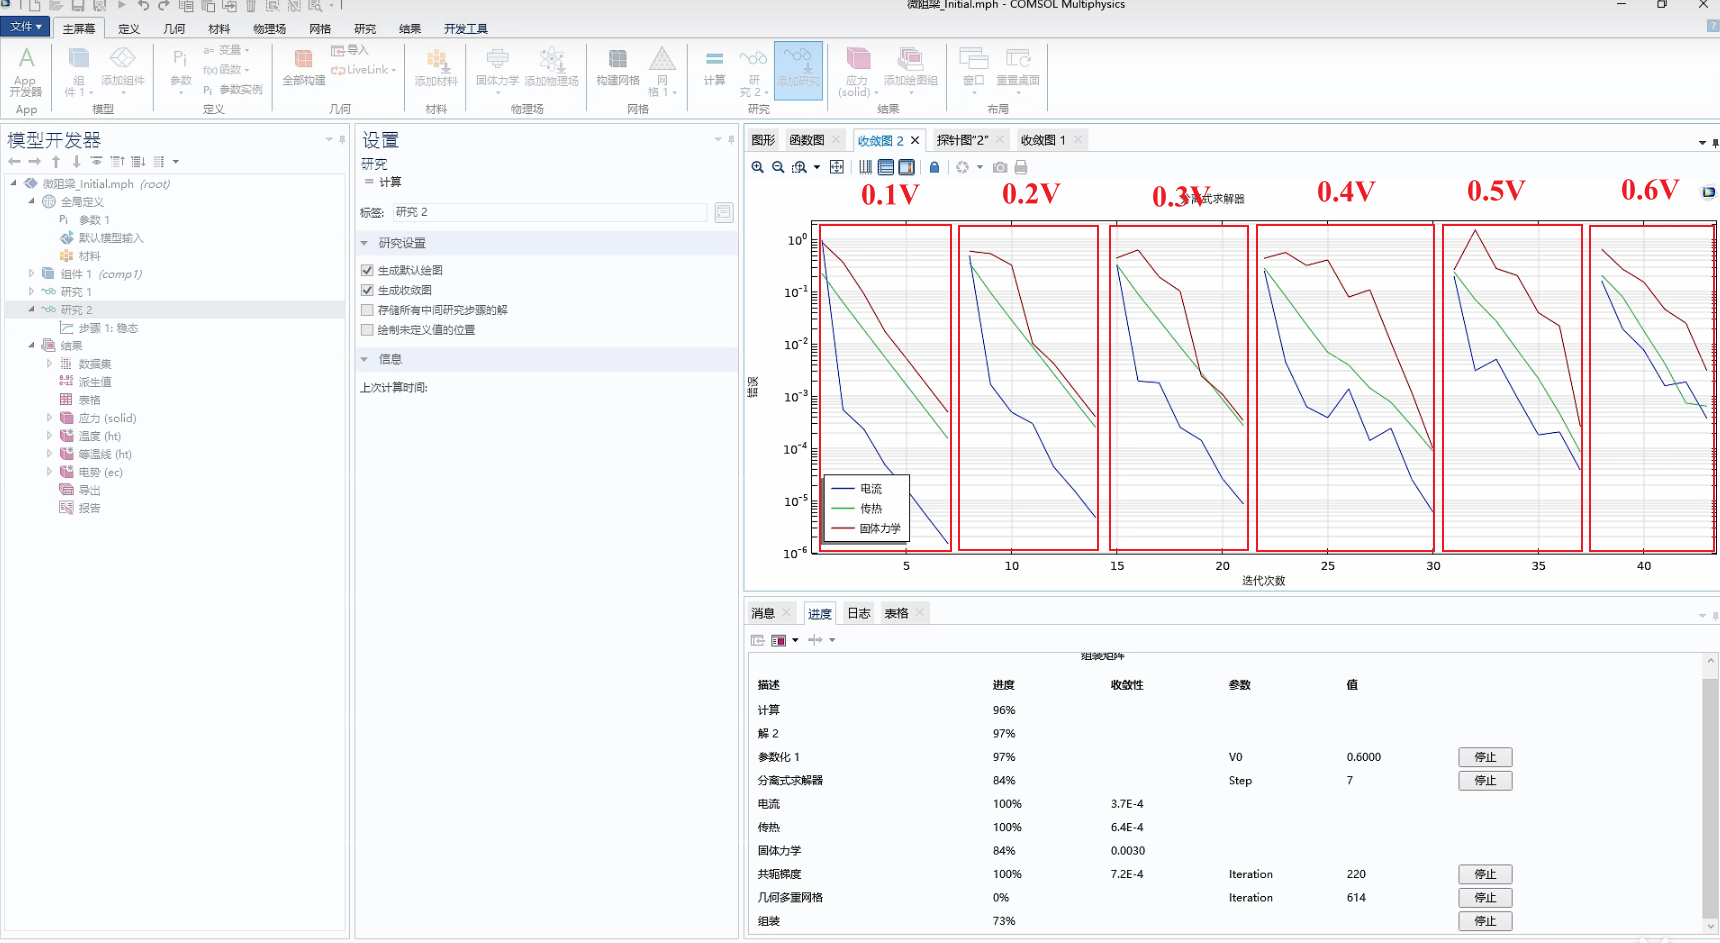 微阻梁_Initial.mph - COMSOL Multiphysics
文件 主屏幕 定义 几何 材料 物理场 网格 研究 结果 开发工具
App 开发器
App
组件 1 添加组件
模型
参数 a= 变量 f(x) 函数 Pi 参数实例
定义
全部构建 导入 LiveLink
几何
添加材料
材料
固体力学 添加物理场
物理场
构建网格 网格 1
网格
计算 研究 2 添加研究
研究
应力 (solid) 添加绘图组
结果
窗口 重置桌面
布局
模型开发器
微阻梁_Initial.mph (root)
全局定义
Pi 参数 1
默认模型输入
材料
组件 1 (comp1)
研究 1
研究 2
步骤 1: 稳态
结果
数据集
8.85
e-12
派生值
表格
应力 (solid)
温度 (ht)
等温线 (ht)
电势 (ec)
导出
报告
设置
研究
= 计算
标签: 研究 2
研究设置
生成默认绘图
生成收敛图
存储所有中间研究步骤的解
绘制未定义值的位置
信息
上次计算时间:
图形 函数图 收敛图 2 探针图"2" 收敛图 1
0.1V 0.2V 0.3V 0.4V 0.5V 0.6V
分离式求解器
10⁰
10⁻¹
10⁻²
10⁻³
10⁻⁴
10⁻⁵
10⁻⁶
错误
电流
传热
固体力学
5 10 15 20 25 30 35 40
迭代次数
消息 进度 日志 表格
组装矩阵
描述 进度 收敛性 参数 值
计算 96%
解 2 97%
参数化 1 97% V0 0.6000 停止
分离式求解器 84% Step 7 停止
电流 100% 3.7E-4
传热 100% 6.4E-4
固体力学 84% 0.0030
共轭梯度 100% 7.2E-4 Iteration 220 停止
几何多重网格 0% Iteration 614 停止
组装 73% 停止